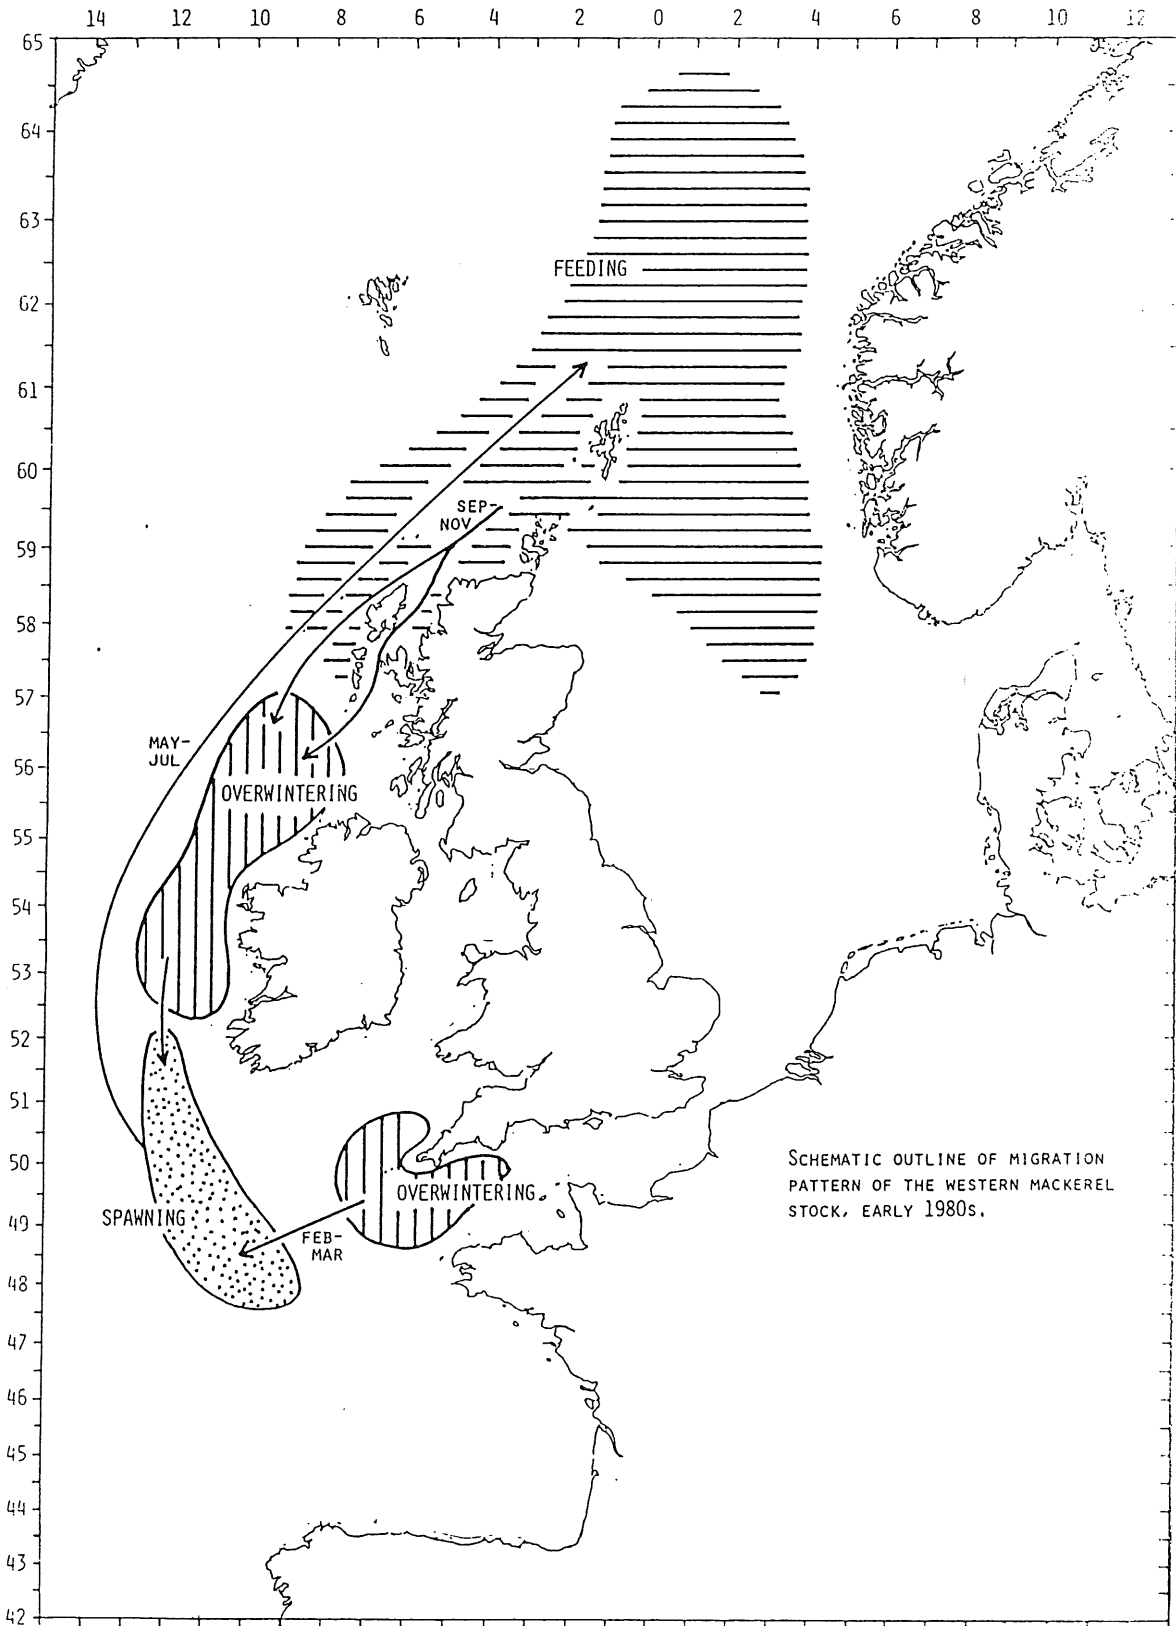 14 12 10 8 6 4 2 0 2 4 6 8 10 12
65
64
63
FEEDING
62
61
60
SEP-
NOV
59
58
57
MAY-
JUL
56
OVERWINTERING
55
54
53
52
51
50
SCHEMATIC OUTLINE OF MIGRATION
PATTERN OF THE WESTERN MACKEREL
STOCK, EARLY 1980s.
OVERWINTERING
SPAWNING
49
FEB-
MAR
48
47
46
45
44
43
42